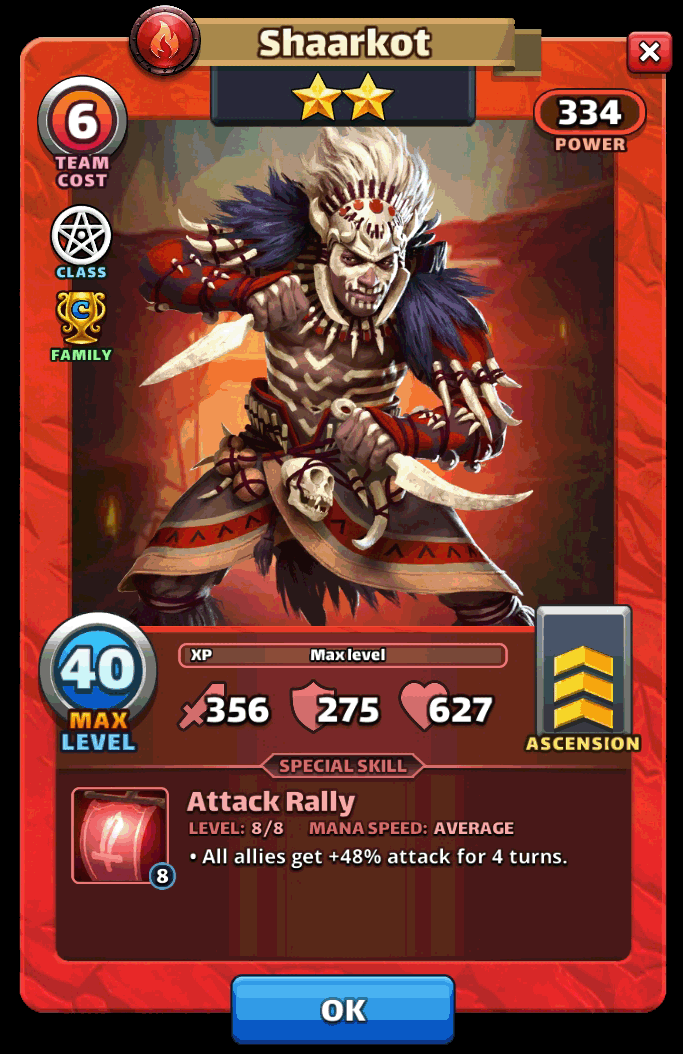 Shaarkot
6
TEAM
COST
334
POWER
CLASS
C
FAMILY
40
MAX
LEVEL
XP Max level
356 275 627
ASCENSION
SPECIAL SKILL
Attack Rally
LEVEL: 8/8 MANA SPEED: AVERAGE
• All allies get +48% attack for 4 turns.
8
OK